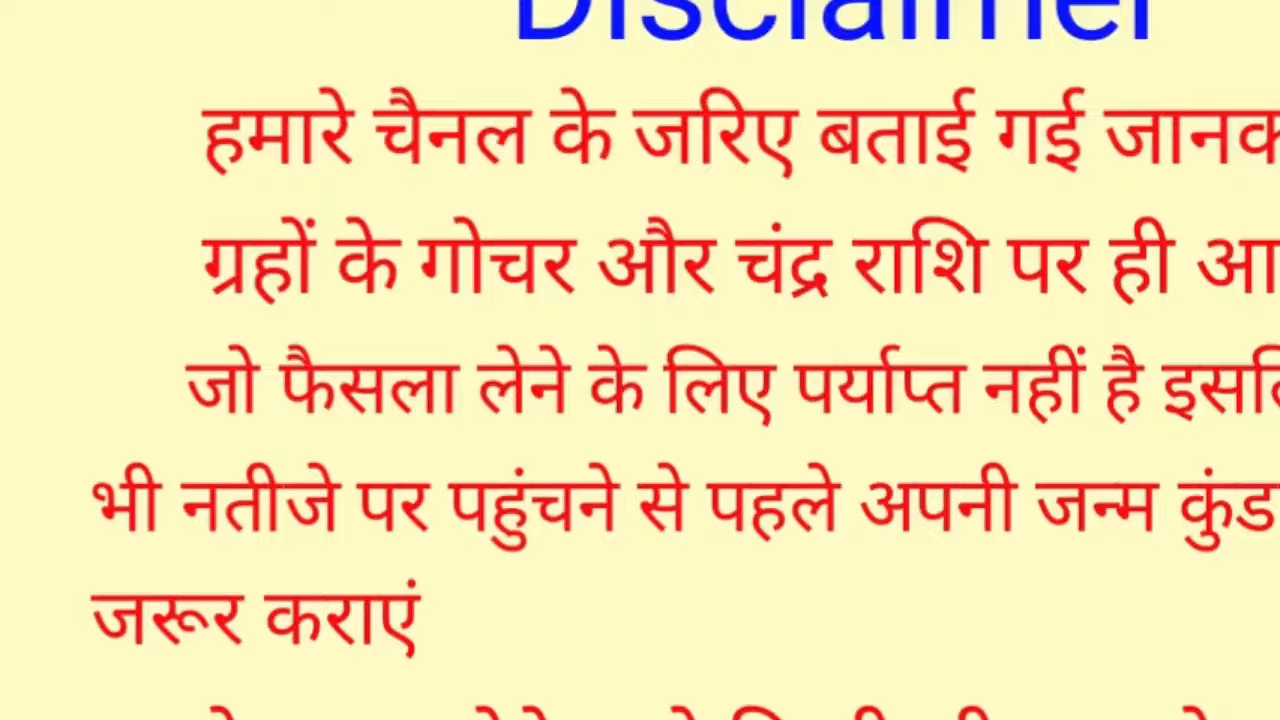 Disclaimer
हमारे चैनल के जरिए बताई गई
ग्रहों के गोचर और चंद्र राशि पर ही
जो फैसला लेने के लिए पर्याप्त नहीं है
भी नतीजे पर पहुंचने से पहले अपनी जन्म
जरूर कराएं